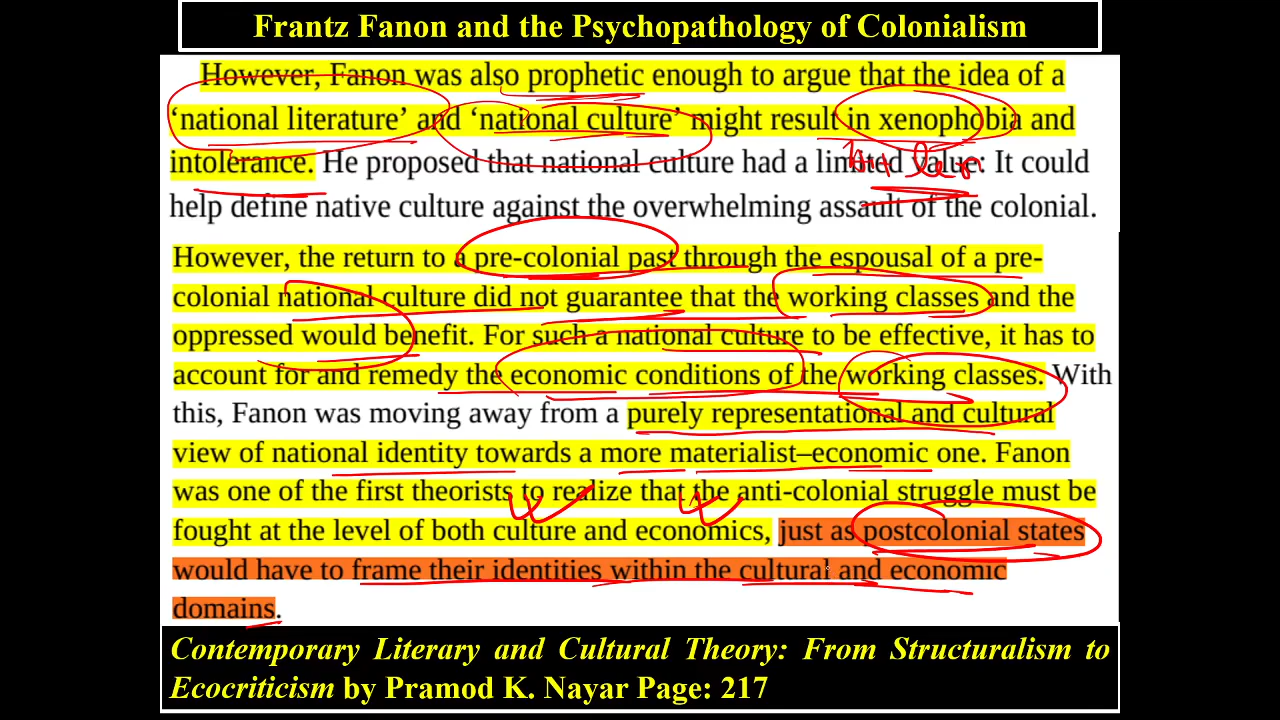 Frantz Fanon and the Psychopathology of Colonialism
However, Fanon was also prophetic enough to argue that the idea of a
‘national literature’ and ‘national culture’ might result in xenophobia and
intolerance. He proposed that national culture had a limited value: It could
help define native culture against the overwhelming assault of the colonial.
However, the return to a pre-colonial past through the espousal of a pre-
colonial national culture did not guarantee that the working classes and the
oppressed would benefit. For such a national culture to be effective, it has to
account for and remedy the economic conditions of the working classes. With
this, Fanon was moving away from a purely representational and cultural
view of national identity towards a more materialist–economic one. Fanon
was one of the first theorists to realize that the anti-colonial struggle must be
fought at the level of both culture and economics, just as postcolonial states
would have to frame their identities within the cultural and economic
domains.
Contemporary Literary and Cultural Theory: From Structuralism to
Ecocriticism by Pramod K. Nayar Page: 217